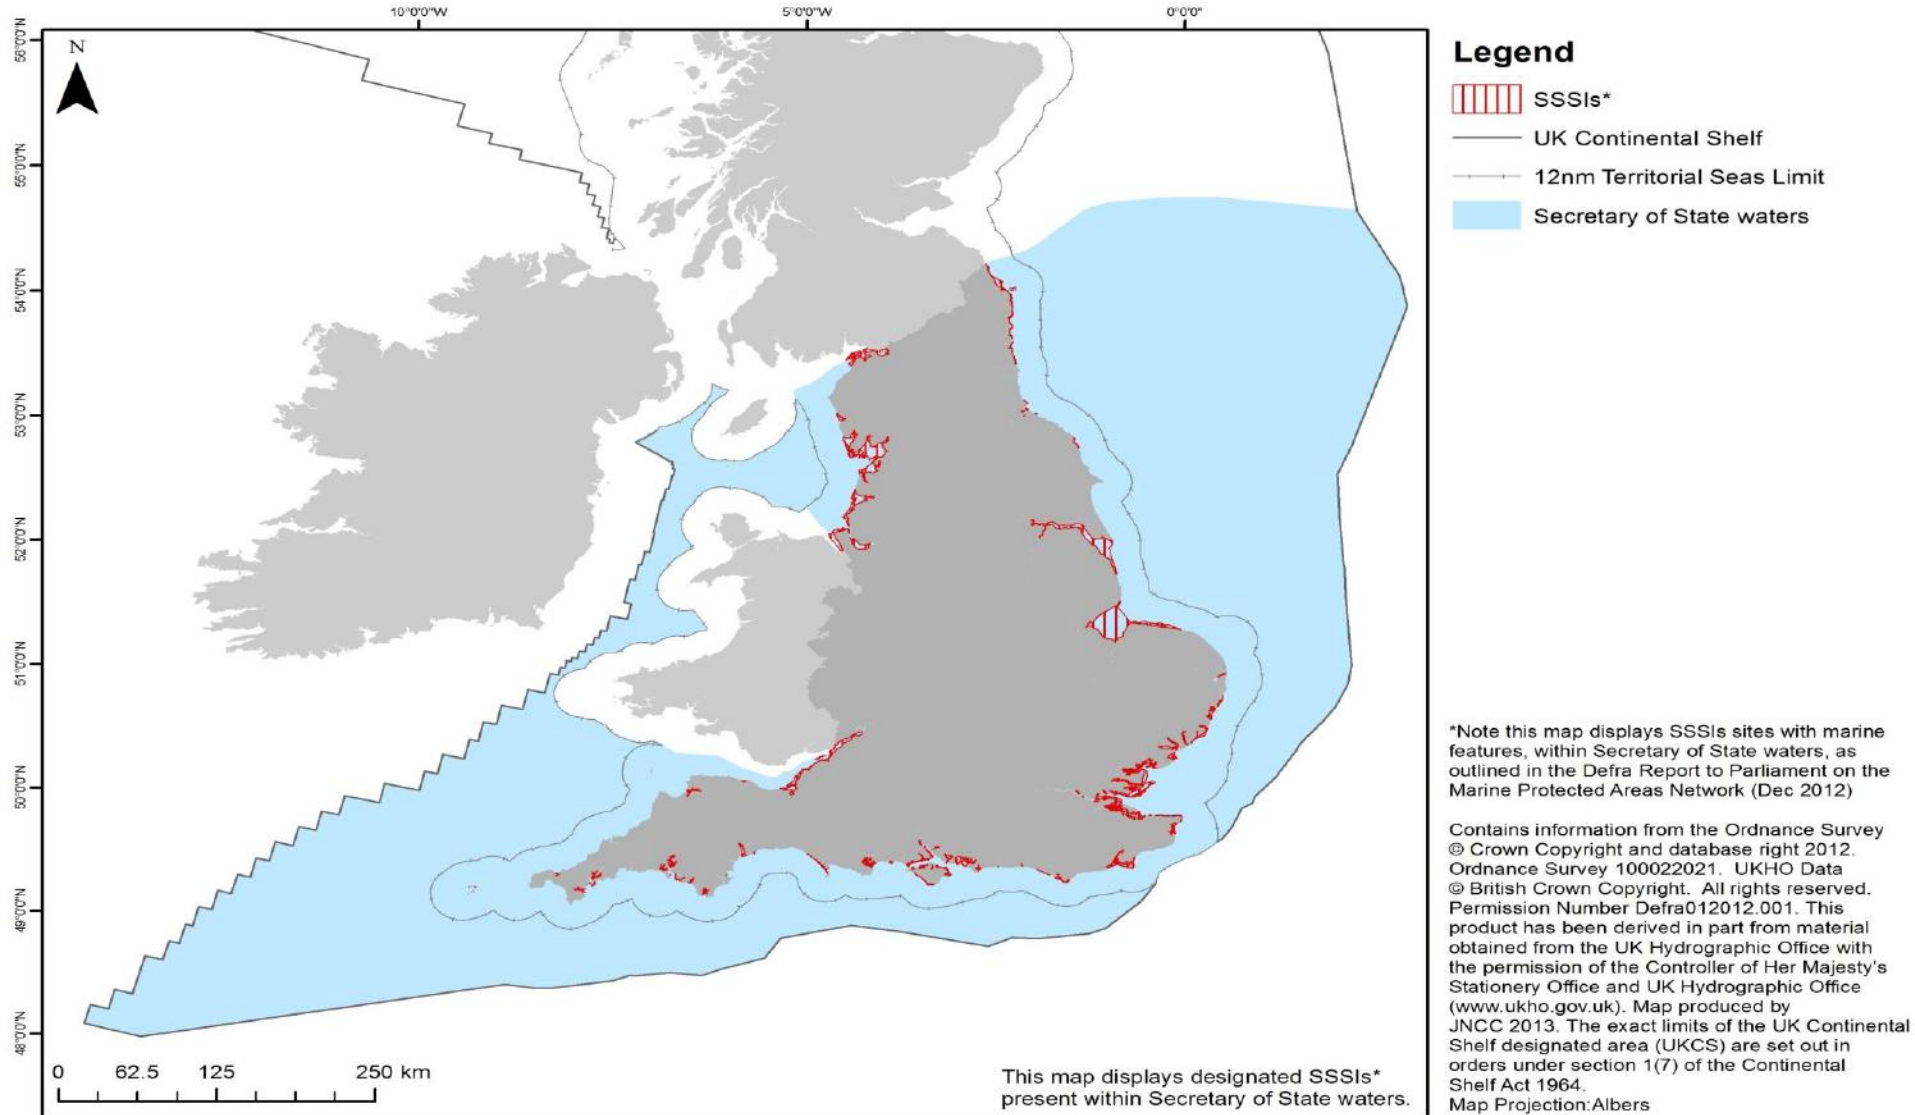 10°0'0"W
5°0'0"W
0°0'0"
56°0'0"N
55°0'0"N
54°0'0"N
53°0'0"N
52°0'0"N
51°0'0"N
50°0'0"N
49°0'0"N
48°0'0"N
N
0 62.5 125 250 km
This map displays designated SSSIs*
present within Secretary of State waters.
Legend
SSSIs*
UK Continental Shelf
12nm Territorial Seas Limit
Secretary of State waters
*Note this map displays SSSIs sites with marine
features, within Secretary of State waters, as
outlined in the Defra Report to Parliament on the
Marine Protected Areas Network (Dec 2012)
Contains information from the Ordnance Survey
© Crown Copyright and database right 2012.
Ordnance Survey 100022021. UKHO Data
© British Crown Copyright. All rights reserved.
Permission Number Defra012012.001. This
product has been derived in part from material
obtained from the UK Hydrographic Office with
the permission of the Controller of Her Majesty's
Stationery Office and UK Hydrographic Office
(www.ukho.gov.uk). Map produced by
JNCC 2013. The exact limits of the UK Continental
Shelf designated area (UKCS) are set out in
orders under section 1(7) of the Continental
Shelf Act 1964.
Map Projection:Albers